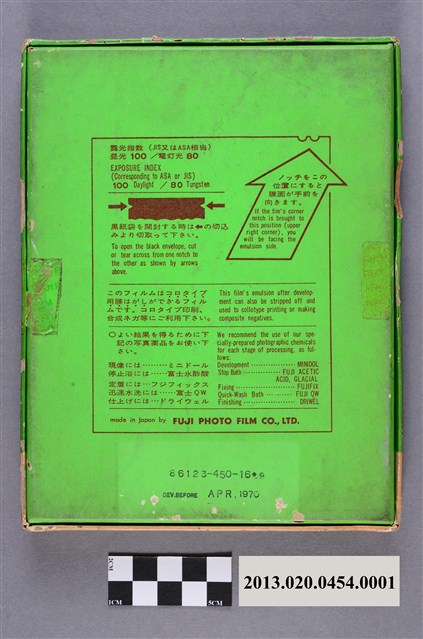 露光指数 (JIS又はASA相当)
昼光 100 / 電灯光 80
EXPOSURE INDEX
(Corresponding to ASA or JIS)
100 Daylight / 80 Tungsten
黒紙袋を開封する時は⬅の切込
みより切取って下さい。
To open the black envelope, cut
or tear across from one notch to
the other as shown by arrows
above.
ノッチをこの
位置にすると
膜面が手前を
向きます。
If the film's corner
notch is brought to
this position (upper
right corner), you
will be facing the
emulsion side.
このフィルムはコロタイプ
用膜はがしができるフィル
ムです。コロタイプ印刷、
合成ネガ等にご利用下さい。
This film's emulsion after develop-
ment can also be stripped off and
used to collotype printing or making
composite negatives.
○よい結果を得るために下
記の写真薬品をお使い下
さい。
現像には………ミニドール
停止浴には……富士氷酢酸
定着には…フジフィックス
迅速水洗には……富士QW
仕上げには…ドライウェル
We recommend the use of our spe-
cially-prepared photographic chemicals
for each stage of processing, as fol-
lows:
Development ............ MINIDOL
Stop Bath ............ FUJI ACETIC
ACID, GLACIAL
Fixing ............ FUJIFIX
Quick-Wash Bath ............ FUJI QW
Finishing ............ DRIWEL
made in Japan by FUJI PHOTO FILM CO., LTD.
86123-450-16
DEV. BEFORE APR, 1970
2CM
1CM
5CM
2013.020.0454.0001